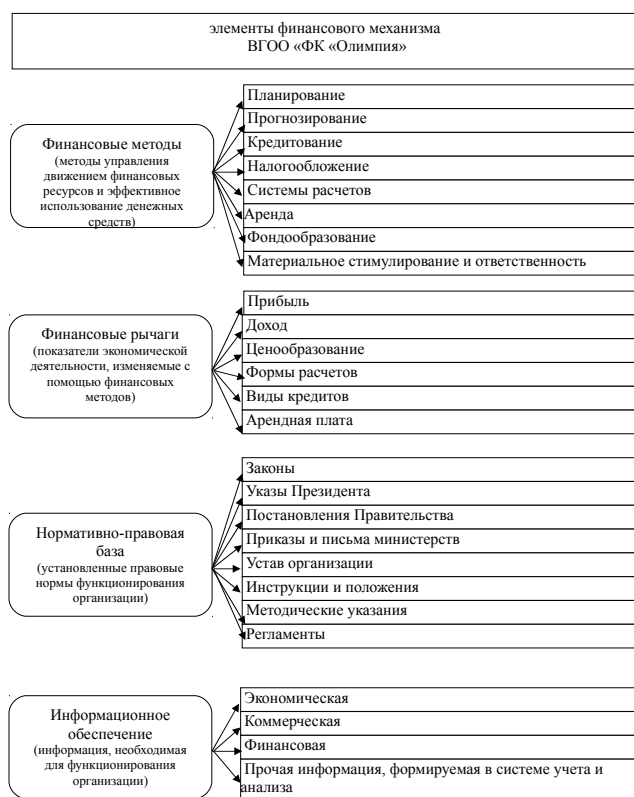 элементы финансового механизма
ВГОО «ФК «Олимпия»
Финансовые методы
(методы управления
движением финансовых
ресурсов и эффективное
использование денежных
средств)
Планирование
Прогнозирование
Кредитование
Налогообложение
Системы расчетов
Аренда
Фондообразование
Материальное стимулирование и ответственность
Финансовые рычаги
(показатели экономической
деятельности, изменяемые с
помощью финансовых
методов)
Прибыль
Доход
Ценообразование
Формы расчетов
Виды кредитов
Арендная плата
Нормативно-правовая
база
(установленные правовые
нормы функционирования
организации)
Законы
Указы Президента
Постановления Правительства
Приказы и письма министерств
Устав организации
Инструкции и положения
Методические указания
Регламенты
Информационное
обеспечение
(информация, необходимая
для функционирования
организации)
Экономическая
Коммерческая
Финансовая
Прочая информация, формируемая в системе учета и
анализа